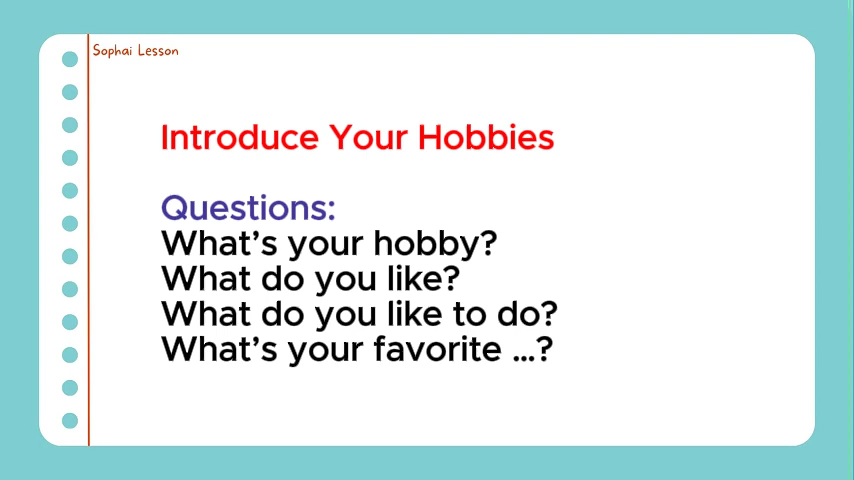 Sophai Lesson
Introduce Your Hobbies
Questions:
What’s your hobby?
What do you like?
What do you like to do?
What’s your favorite ...?